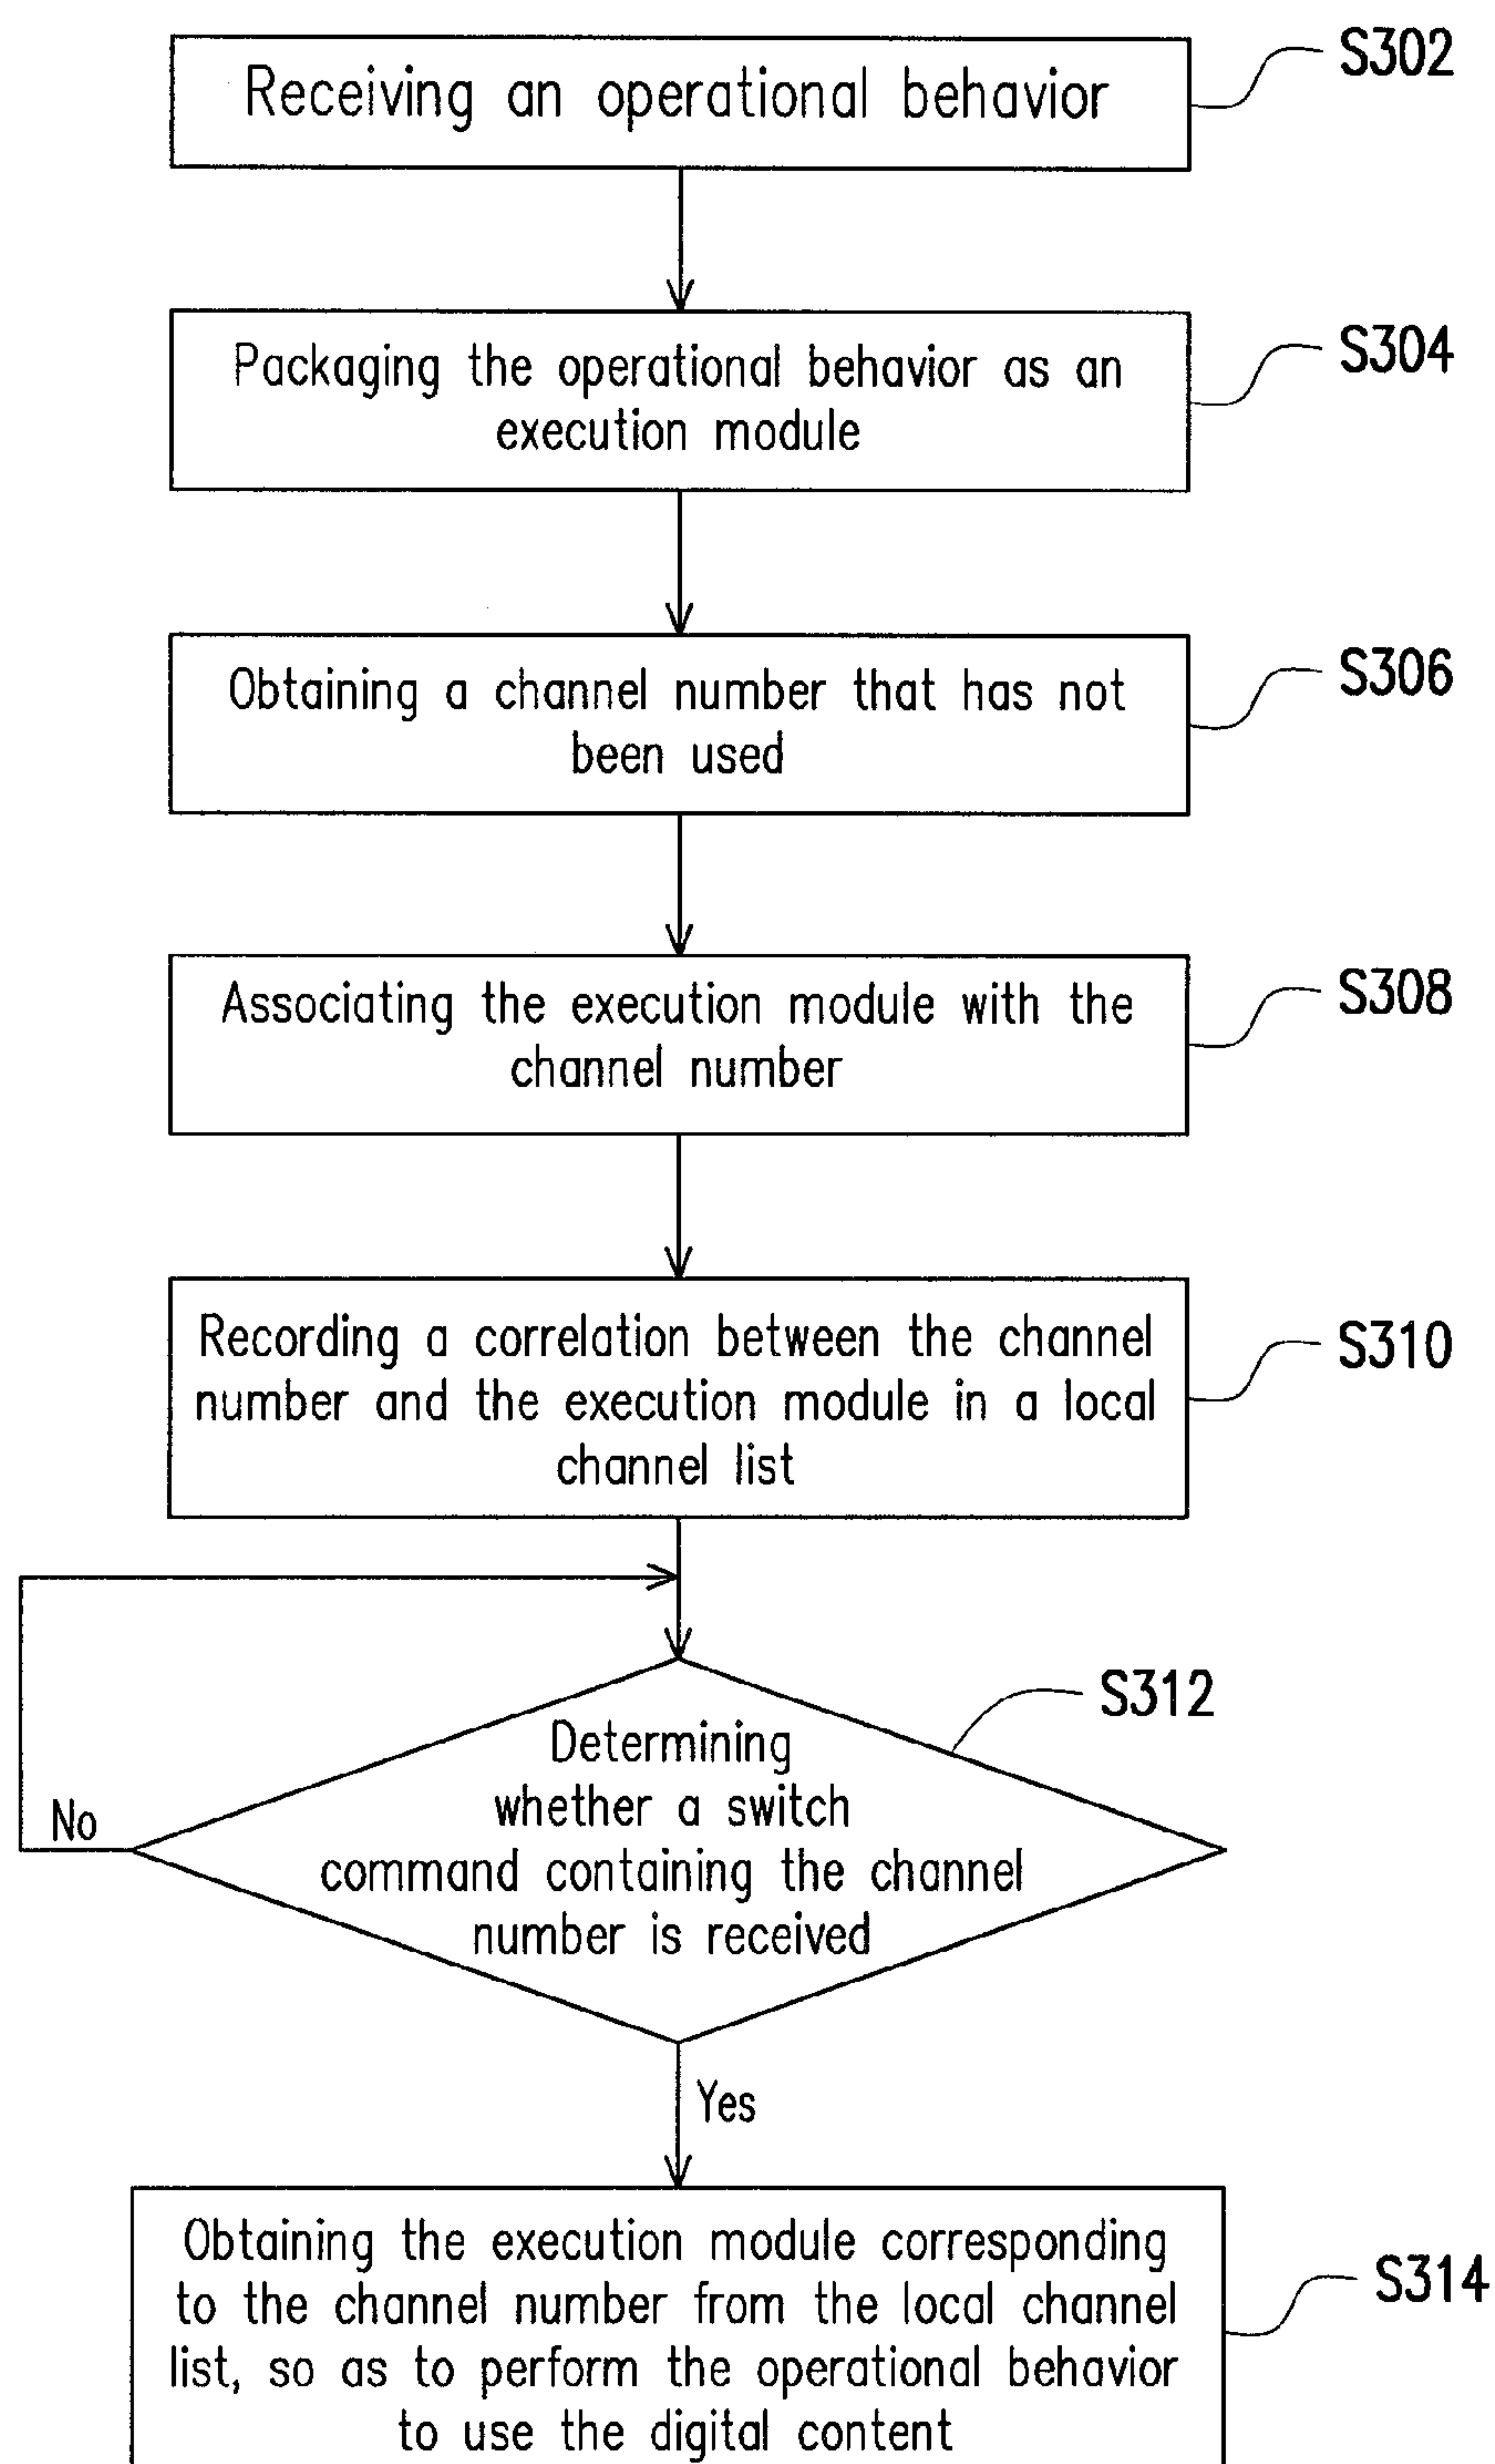 Receiving an operational behavior
S302
Packaging the operational behavior as an
execution module
S304
Obtaining a channel number that has not
been used
S306
Associating the execution module with the
channel number
S308
Recording a correlation between the channel
number and the execution module in a local
channel list
S310
Determining
whether a switch
command containing the channel
number is received
S312
No
Yes
Obtaining the execution module corresponding
to the channel number from the local channel
list, so as to perform the operational behavior
to use the digital content
S314